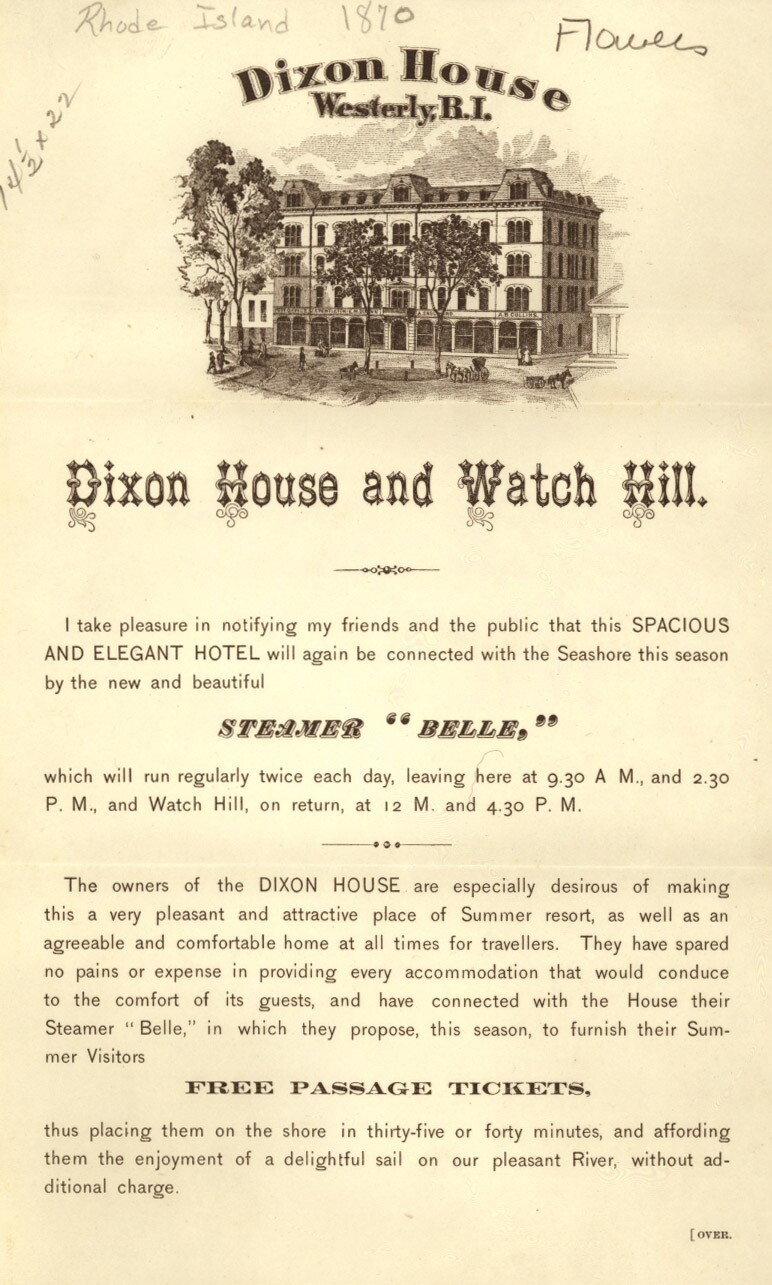 Rhode Island 1870
Flowers
14 1/2 x 22
Dixon House
Westerly, R.I.
A.B. COLLINS.
Dixon House and Watch Hill.
I take pleasure in notifying my friends and the public that this SPACIOUS
AND ELEGANT HOTEL will again be connected with the Seashore this season
by the new and beautiful
STEAMER “BELLE,”
which will run regularly twice each day, leaving here at 9.30 A M., and 2.30
P. M., and Watch Hill, on return, at 12 M. and 4.30 P. M.
The owners of the DIXON HOUSE are especially desirous of making
this a very pleasant and attractive place of Summer resort, as well as an
agreeable and comfortable home at all times for travellers. They have spared
no pains or expense in providing every accommodation that would conduce
to the comfort of its guests, and have connected with the House their
Steamer “Belle,” in which they propose, this season, to furnish their Sum-
mer Visitors
FREE PASSAGE TICKETS,
thus placing them on the shore in thirty-five or forty minutes, and affording
them the enjoyment of a delightful sail on our pleasant River, without ad-
ditional charge.
[OVER.